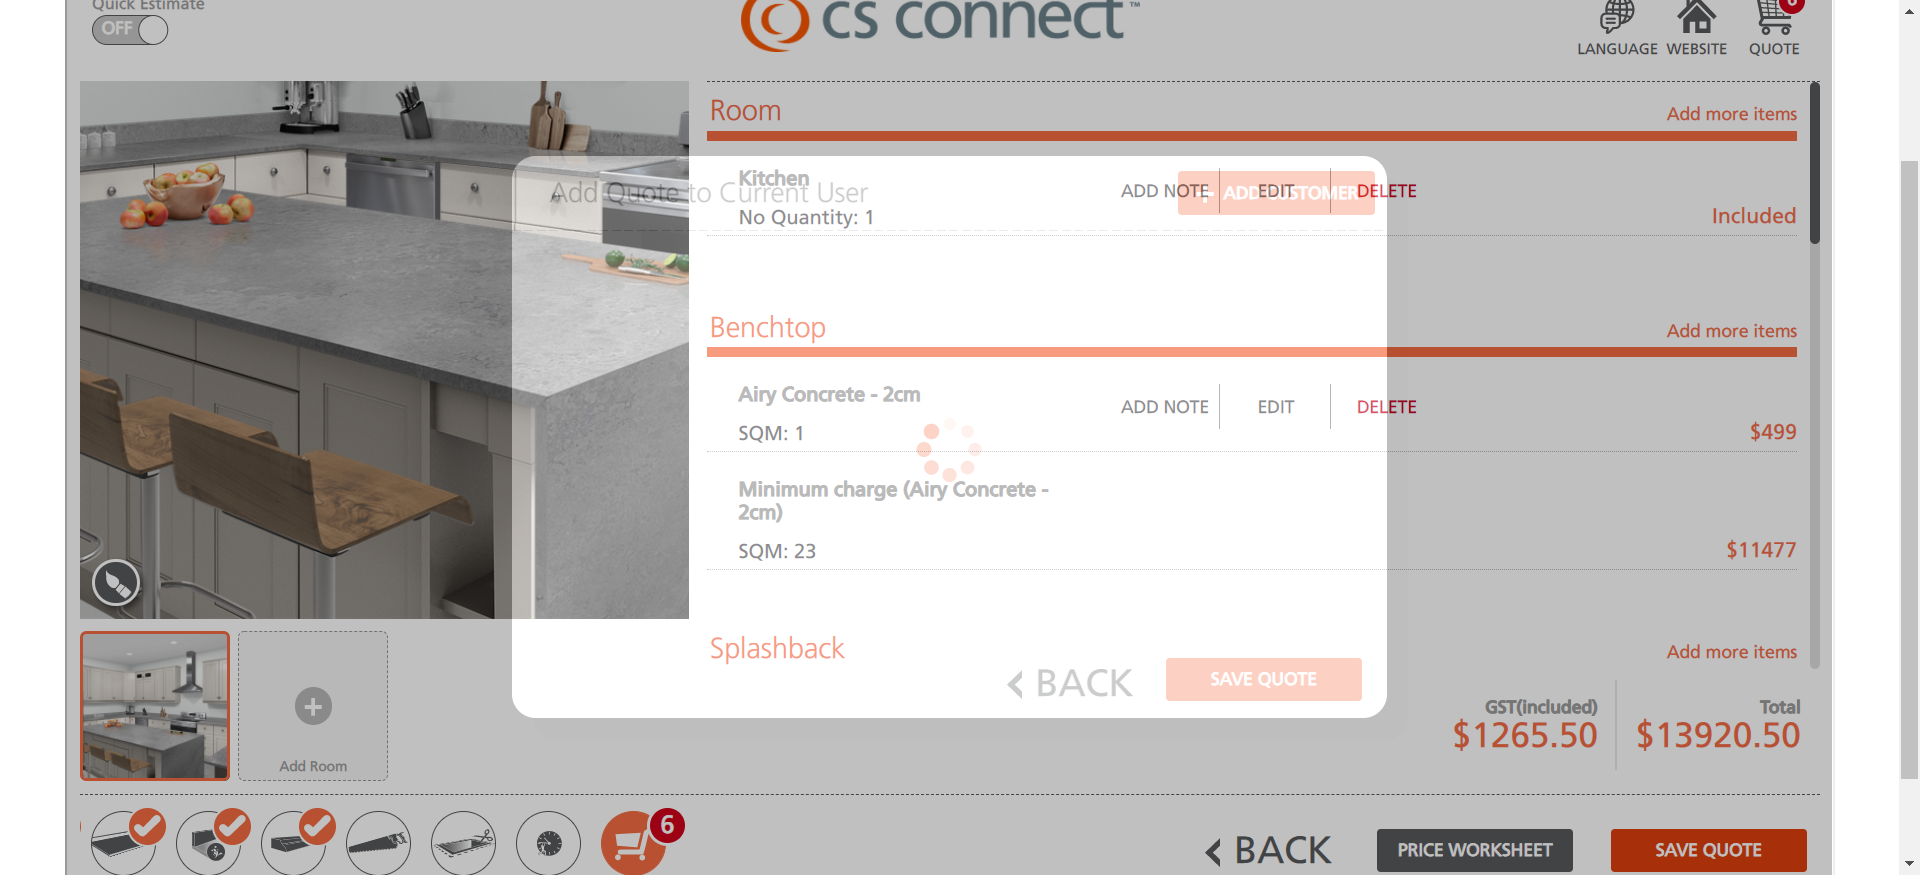 Quick Estimate
OFF
cs connect™
LANGUAGE
WEBSITE
QUOTE
6
Room
Add more items
Kitchen
Add Quote to Current User
ADD NOTE
EDIT
DELETE
+ ADD CUSTOMER
No Quantity: 1
Included
Benchtop
Add more items
Airy Concrete - 2cm
ADD NOTE
EDIT
DELETE
SQM: 1
$499
Minimum charge (Airy Concrete -
2cm)
SQM: 23
$11477
Splashback
Add more items
BACK
SAVE QUOTE
GST(included)
Total
$1265.50
$13920.50
Add Room
6
BACK
PRICE WORKSHEET
SAVE QUOTE